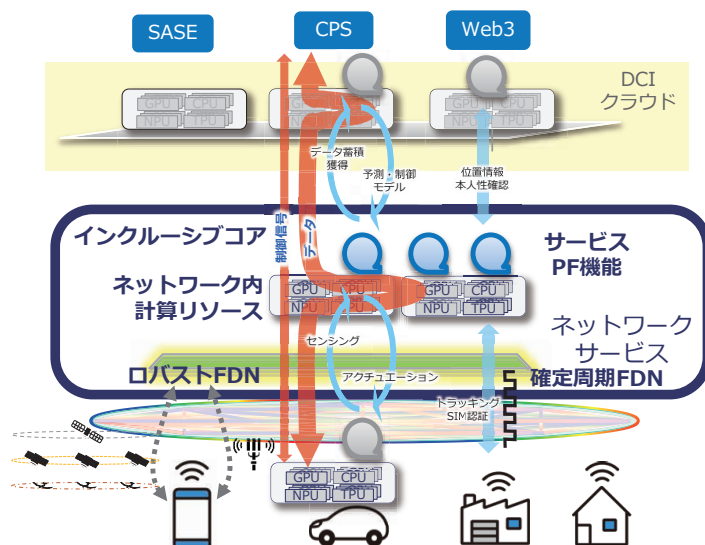 SASE
CPS
Web3
DCI
クラウド
GPU CPU
NPU TPU
GPU CPU
NPU TPU
GPU CPU
NPU TPU
データ蓄積
獲得
予測・制御
モデル
位置情報
本人性確認
制御信号
データ
インクルーシブコア
サービス
PF機能
ネットワーク内
計算リソース
GPU CPU
NPU TPU
GPU CPU
NPU TPU
センシング
ネットワーク
サービス
ロバストFDN
アクチュエーション
確定周期FDN
トラッキング
SIM認証
GPU CPU
NPU TPU